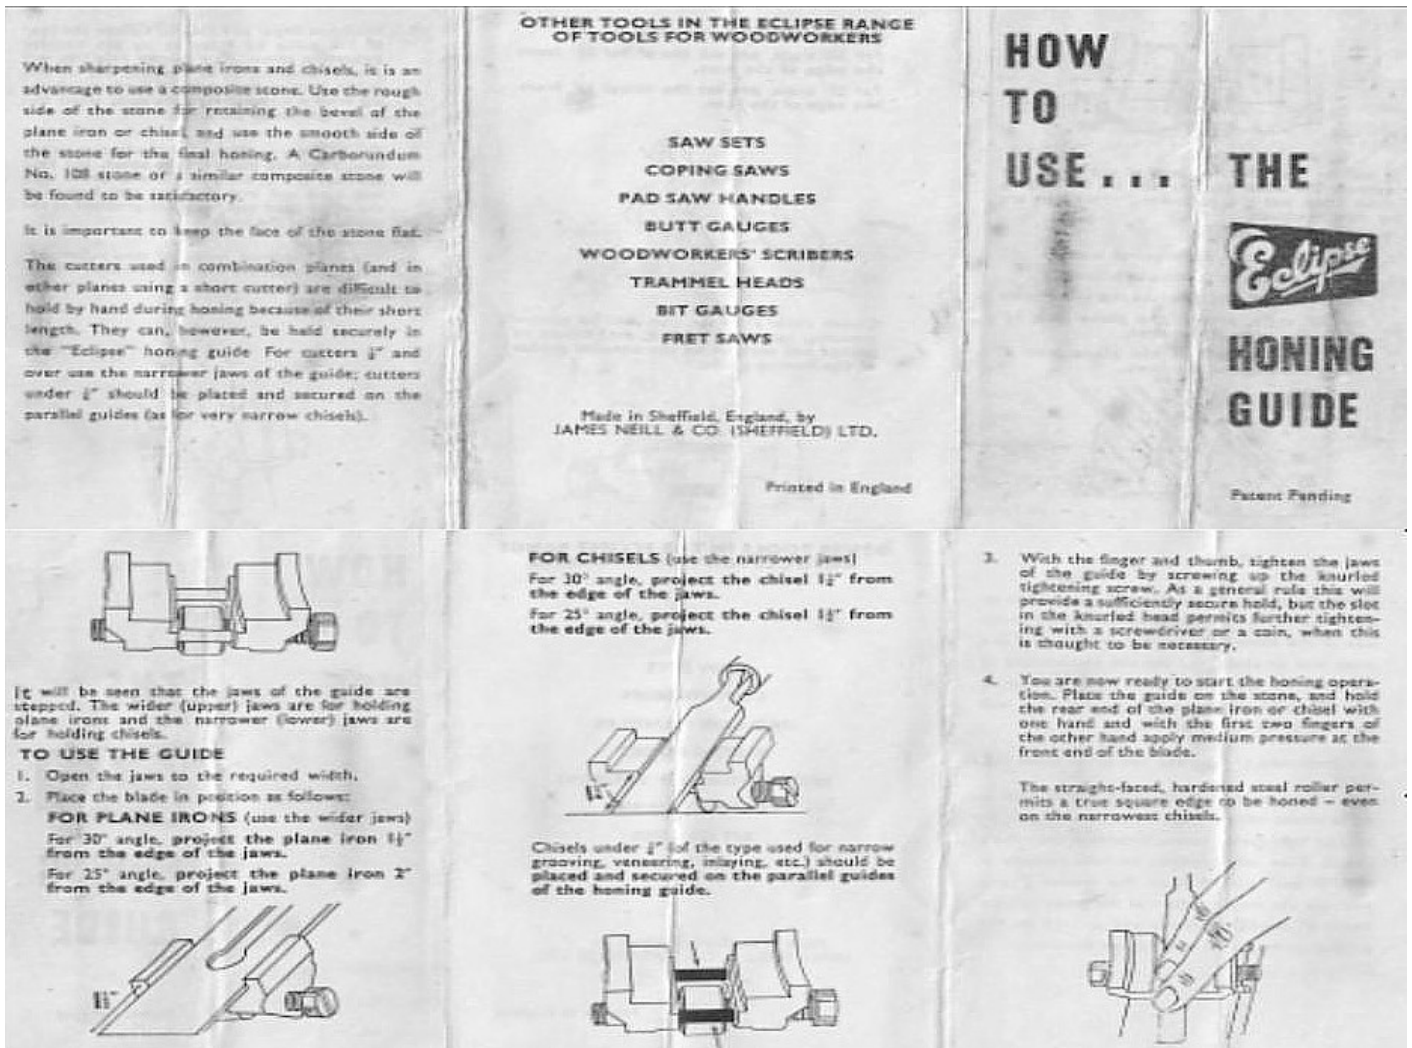 When sharpening plane irons and chisels, is is an
advantage to use a composite stone. Use the rough
side of the stone for retaining the bevel of the
plane iron or chisel and use the smooth side of
the stone for the final honing. A Carborundum
No. 108 stone or a similar composite stone will
be found to be satisfactory.
It is important to keep the face of the stone flat.
The cutters used in combination planes (and in
other planes using a short cutter) are difficult to
hold by hand during honing because of their short
length. They can, however, be held securely in
the "Eclipse" honing guide For cutters and
over use the narrower jaws of the guide; cutters
under should be placed and secured on the
parallel guides (as for very narrow chisels).
OTHER TOOLS IN THE ECLIPSE RANGE
OF TOOLS FOR WOODWORKERS
SAW SETS
COPING SAWS
PAD SAW HANDLES
BUTT GAUGES
WOODWORKERS' SCRIBERS
TRAMMEL HEADS
BIT GAUGES
FRET SAWS
Made in Sheffield, England, by
JAMES NEILL & CO. (SHEFFIELD) LTD.
Printed in England
HOW
TO
USE...
THE
Eclipse
HONING
GUIDE
Patent Pending
It will be seen that the jaws of the guide are
stepped. The wider (upper) jaws are for holding
plane irons and the narrower (lower) jaws are
for holding chisels.
TO USE THE GUIDE
1. Open the jaws to the required width.
2. Place the blade in position as follows:
FOR PLANE IRONS (use the wider jaws)
For 30° angle, project the plane iron 1½"
from the edge of the jaws.
For 25° angle, project the plane iron 2"
from the edge of the jaws.
FOR CHISELS (use the narrower jaws)
For 30° angle, project the chisel from
the edge of the jaws.
For 25° angle, project the chisel from
the edge of the jaws.
Chisels under (of the type used for narrow
grooving, veneering, inlaying, etc.) should be
placed and secured on the parallel guides
of the honing guide.
3. With the finger and thumb, tighten the jaws
of the guide by screwing up the knurled
tightening screw. As a general rule this will
provide a sufficiently secure hold, but the slot
in the knurled head permits further tighten-
ing with a screwdriver or a coin, when this
is thought to be necessary.
4. You are now ready to start the honing opera-
tion. Place the guide on the stone, and hold
the rear end of the plane iron or chisel with
one hand and with the first two fingers of
the other hand apply medium pressure at the
front end of the blade.
The straight-faced, hardened steel roller per-
mits a true square edge to be honed — even
on the narrowest chisels.